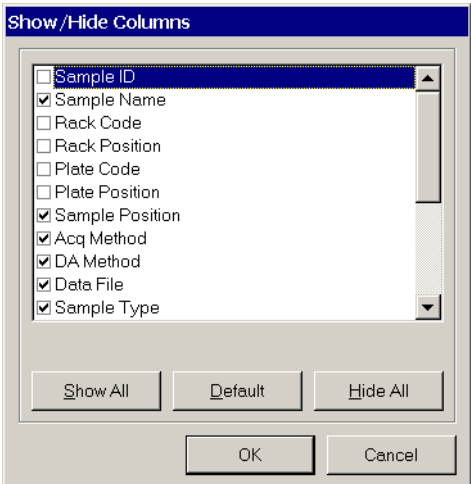 Show/Hide Columns
Sample ID
Sample Name
Rack Code
Rack Position
Plate Code
Plate Position
Sample Position
Acq Method
DA Method
Data File
Sample Type
Show All Default Hide All
OK Cancel